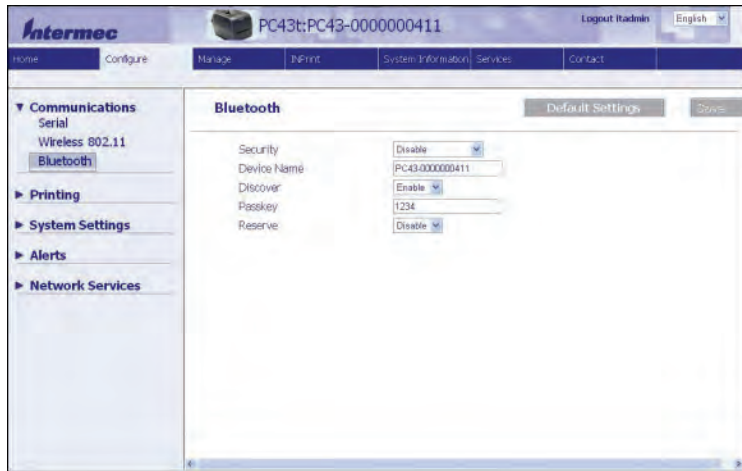 Intermec
PC43t:PC43-0000000411
Logout itadmin
English
Home
Configure
Manage
INPrint
System Information
Services
Contact
▼ Communications
Serial
Wireless 802.11
Bluetooth
► Printing
► System Settings
► Alerts
► Network Services
Bluetooth
Default Settings
Save
Security
Disable
Device Name
PC43-0000000411
Discover
Enable
Passkey
1234
Reserve
Disable